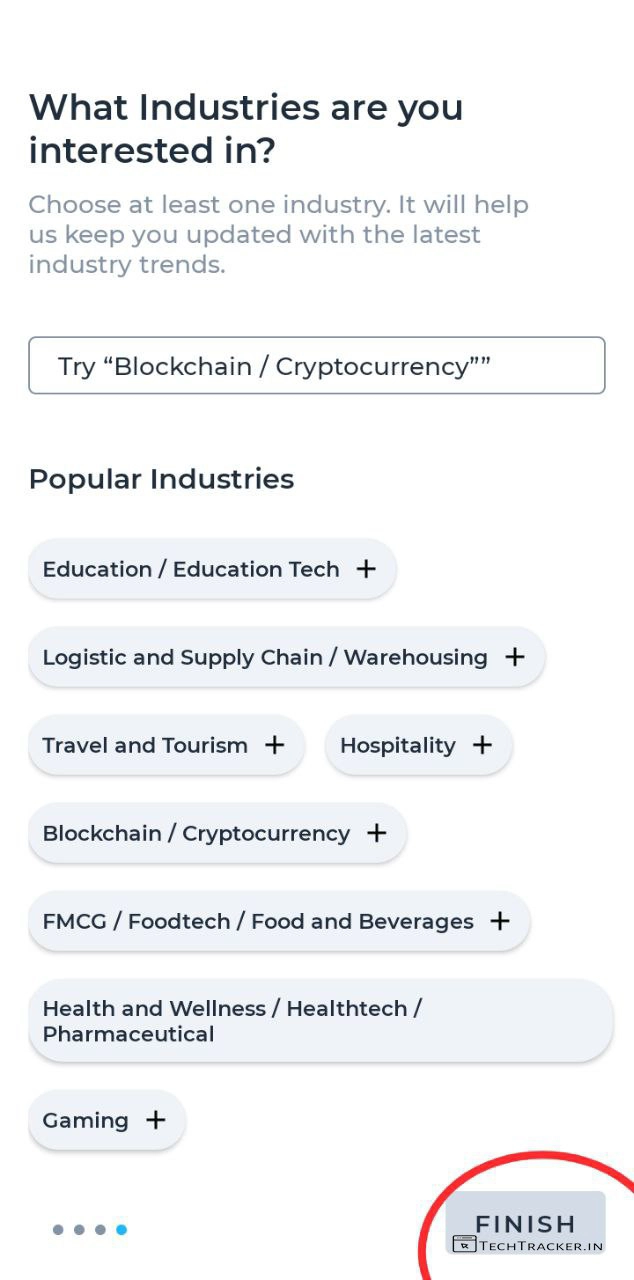 What Industries are you
interested in?
Choose at least one industry. It will help
us keep you updated with the latest
industry trends.
Try “Blockchain / Cryptocurrency””
Popular Industries
Education / Education Tech +
Logistic and Supply Chain / Warehousing +
Travel and Tourism + Hospitality +
Blockchain / Cryptocurrency +
FMCG / Foodtech / Food and Beverages +
Health and Wellness / Healthtech /
Pharmaceutical
Gaming +
FINISH
TECHTRACKER.IN